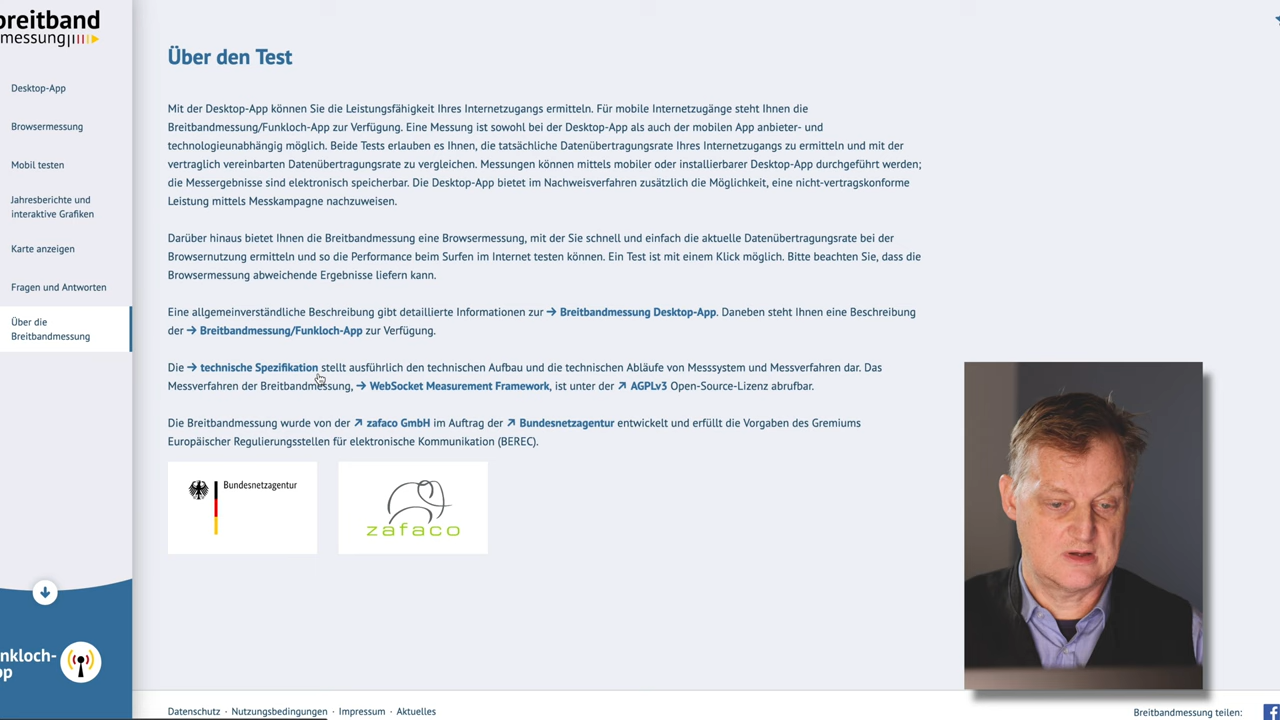 breitband
messung
Desktop-App
Browsermessung
Mobil testen
Jahresberichte und
interaktive Grafiken
Karte anzeigen
Fragen und Antworten
Über die
Breitbandmessung
nkloch-
pp
Über den Test
Mit der Desktop-App können Sie die Leistungsfähigkeit Ihres Internetzugangs ermitteln. Für mobile Internetzugänge steht Ihnen die
Breitbandmessung/Funkloch-App zur Verfügung. Eine Messung ist sowohl bei der Desktop-App als auch der mobilen App anbieter- und
technologieunabhängig möglich. Beide Tests erlauben es Ihnen, die tatsächliche Datenübertragungsrate Ihres Internetzugangs zu ermitteln und mit der
vertraglich vereinbarten Datenübertragungsrate zu vergleichen. Messungen können mittels mobiler oder installierbarer Desktop-App durchgeführt werden;
die Messergebnisse sind elektronisch speicherbar. Die Desktop-App bietet im Nachweisverfahren zusätzlich die Möglichkeit, eine nicht-vertragskonforme
Leistung mittels Messkampagne nachzuweisen.
Darüber hinaus bietet Ihnen die Breitbandmessung eine Browsermessung, mit der Sie schnell und einfach die aktuelle Datenübertragungsrate bei der
Browsernutzung ermitteln und so die Performance beim Surfen im Internet testen können. Ein Test ist mit einem Klick möglich. Bitte beachten Sie, dass die
Browsermessung abweichende Ergebnisse liefern kann.
Eine allgemeinverständliche Beschreibung gibt detaillierte Informationen zur → Breitbandmessung Desktop-App. Daneben steht Ihnen eine Beschreibung
der → Breitbandmessung/Funkloch-App zur Verfügung.
Die → technische Spezifikation stellt ausführlich den technischen Aufbau und die technischen Abläufe von Messsystem und Messverfahren dar. Das
Messverfahren der Breitbandmessung, → WebSocket Measurement Framework, ist unter der ↗ AGPLv3 Open-Source-Lizenz abrufbar.
Die Breitbandmessung wurde von der ↗ zafaco GmbH im Auftrag der ↗ Bundesnetzagentur entwickelt und erfüllt die Vorgaben des Gremiums
Europäischer Regulierungsstellen für elektronische Kommunikation (BEREC).
Bundesnetzagentur
zafaco
Datenschutz · Nutzungsbedingungen · Impressum · Aktuelles
Breitbandmessung teilen: